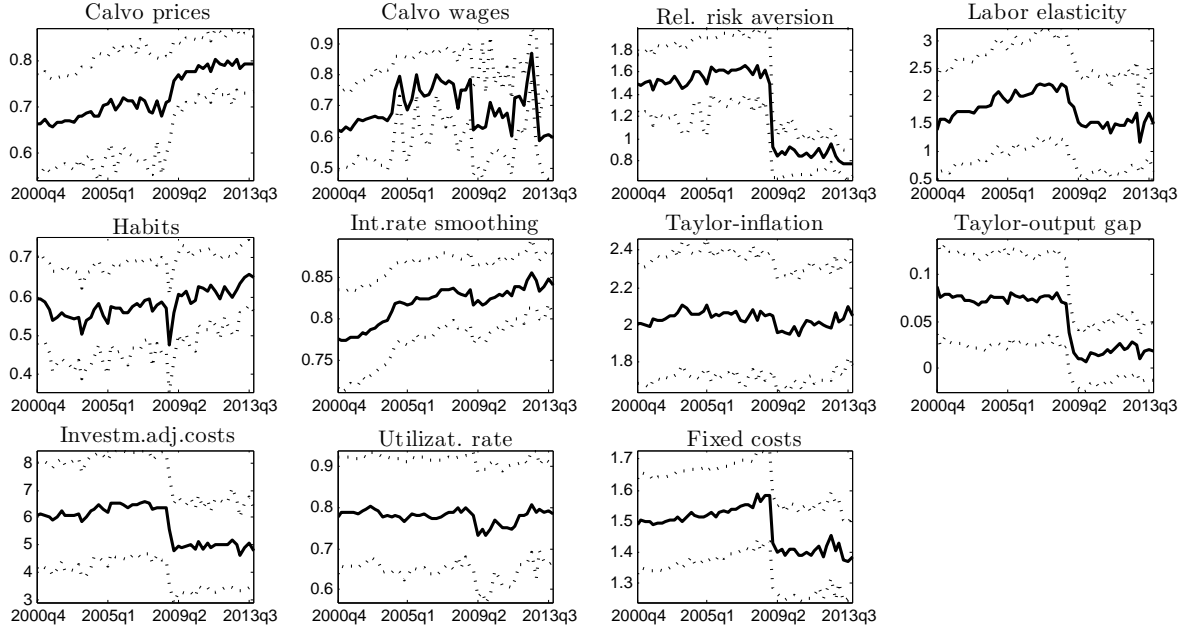 Calvo prices
Calvo wages
Rel. risk aversion
Labor elasticity
0.8
0.7
0.6
2000q4 2005q1 2009q2 2013q3
0.9
0.8
0.7
0.6
0.5
2000q4 2005q1 2009q2 2013q3
1.8
1.6
1.4
1.2
1
0.8
2000q4 2005q1 2009q2 2013q3
3
2.5
2
1.5
1
0.5
2000q4 2005q1 2009q2 2013q3
Habits
Int.rate smoothing
Taylor-inflation
Taylor-output gap
0.7
0.6
0.5
0.4
2000q4 2005q1 2009q2 2013q3
0.85
0.8
0.75
2000q4 2005q1 2009q2 2013q3
2.4
2.2
2
1.8
2000q4 2005q1 2009q2 2013q3
0.1
0.05
0
2000q4 2005q1 2009q2 2013q3
Investm.adj.costs
Utilizat. rate
Fixed costs
8
7
6
5
4
3
2000q4 2005q1 2009q2 2013q3
0.9
0.8
0.7
0.6
2000q4 2005q1 2009q2 2013q3
1.7
1.6
1.5
1.4
1.3
2000q4 2005q1 2009q2 2013q3